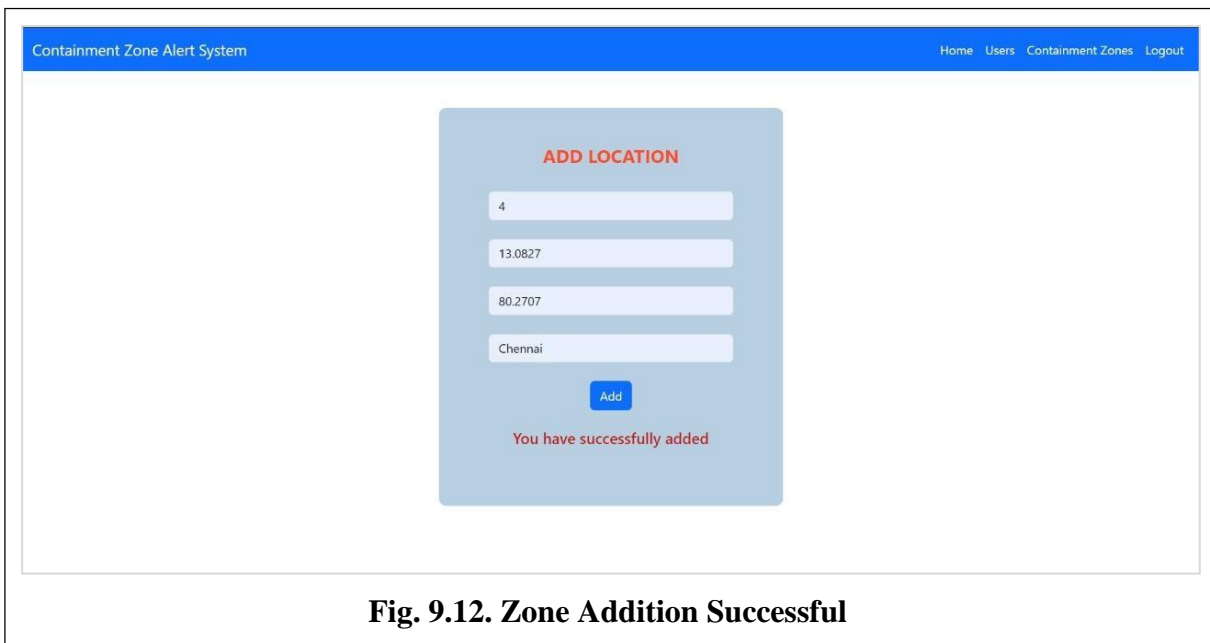 Containment Zone Alert System
Home Users Containment Zones Logout
ADD LOCATION
4
13.0827
80.2707
Chennai
Add
You have successfully added
Fig. 9.12. Zone Addition Successful